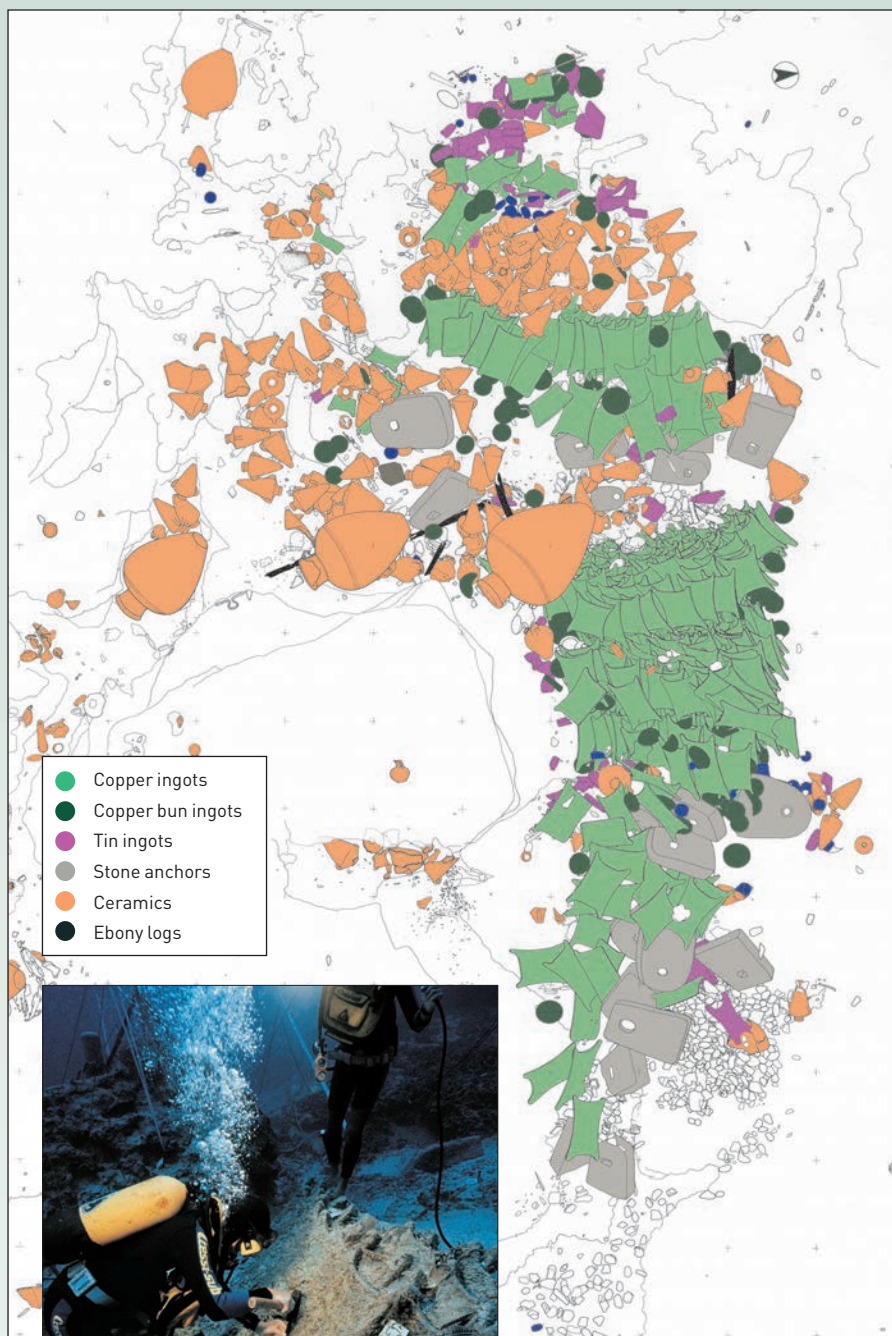 Copper ingots
Copper bun ingots
Tin ingots
Stone anchors
Ceramics
Ebony logs